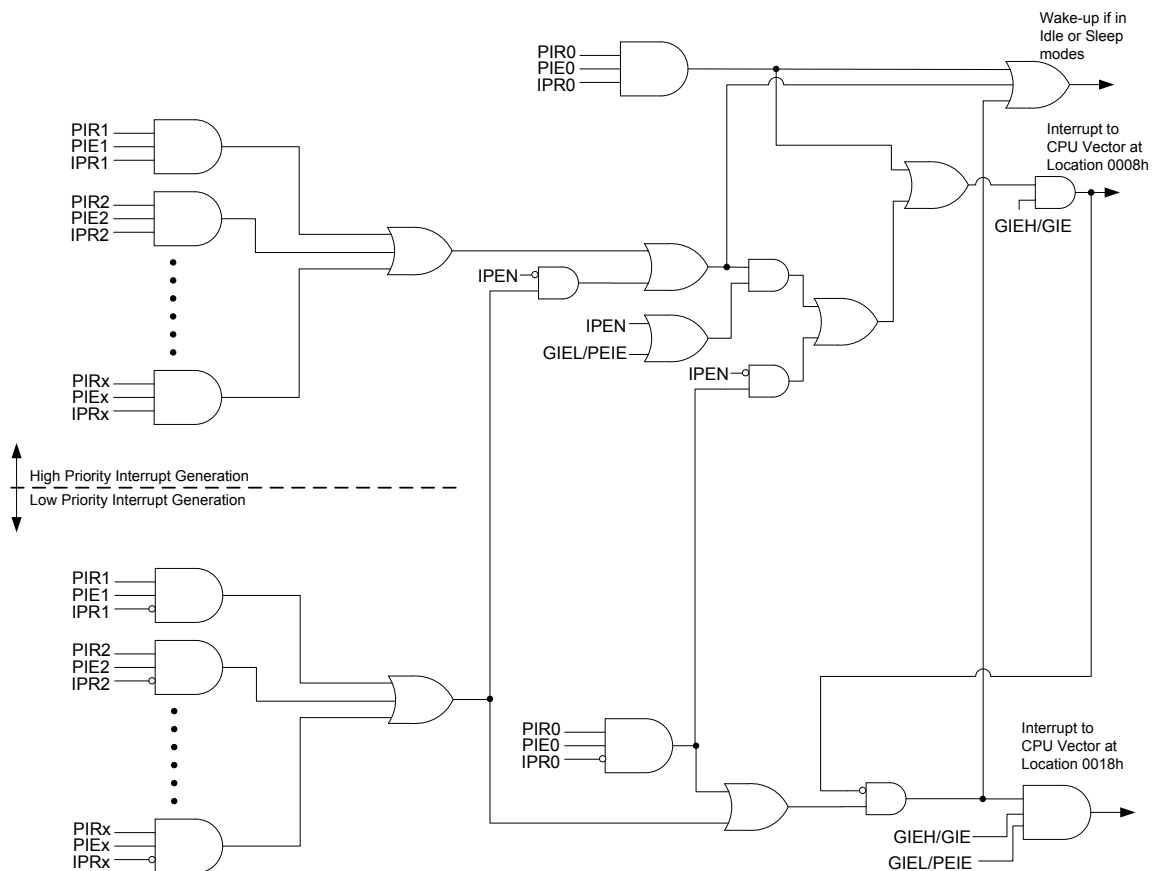 Wake-up if in
Idle or Sleep
modes
PIR0
PIE0
IPR0
PIR1
PIE1
IPR1
Interrupt to
CPU Vector at
Location 0008h
PIR2
PIE2
IPR2
GIEH/GIE
IPEN
IPEN
GIEL/PEIE
IPEN
PIRx
PIEx
IPRx
High Priority Interrupt Generation
Low Priority Interrupt Generation
PIR1
PIE1
IPR1
PIR2
PIE2
IPR2
PIR0
PIE0
IPR0
Interrupt to
CPU Vector at
Location 0018h
PIRx
PIEx
IPRx
GIEH/GIE
GIEL/PEIE